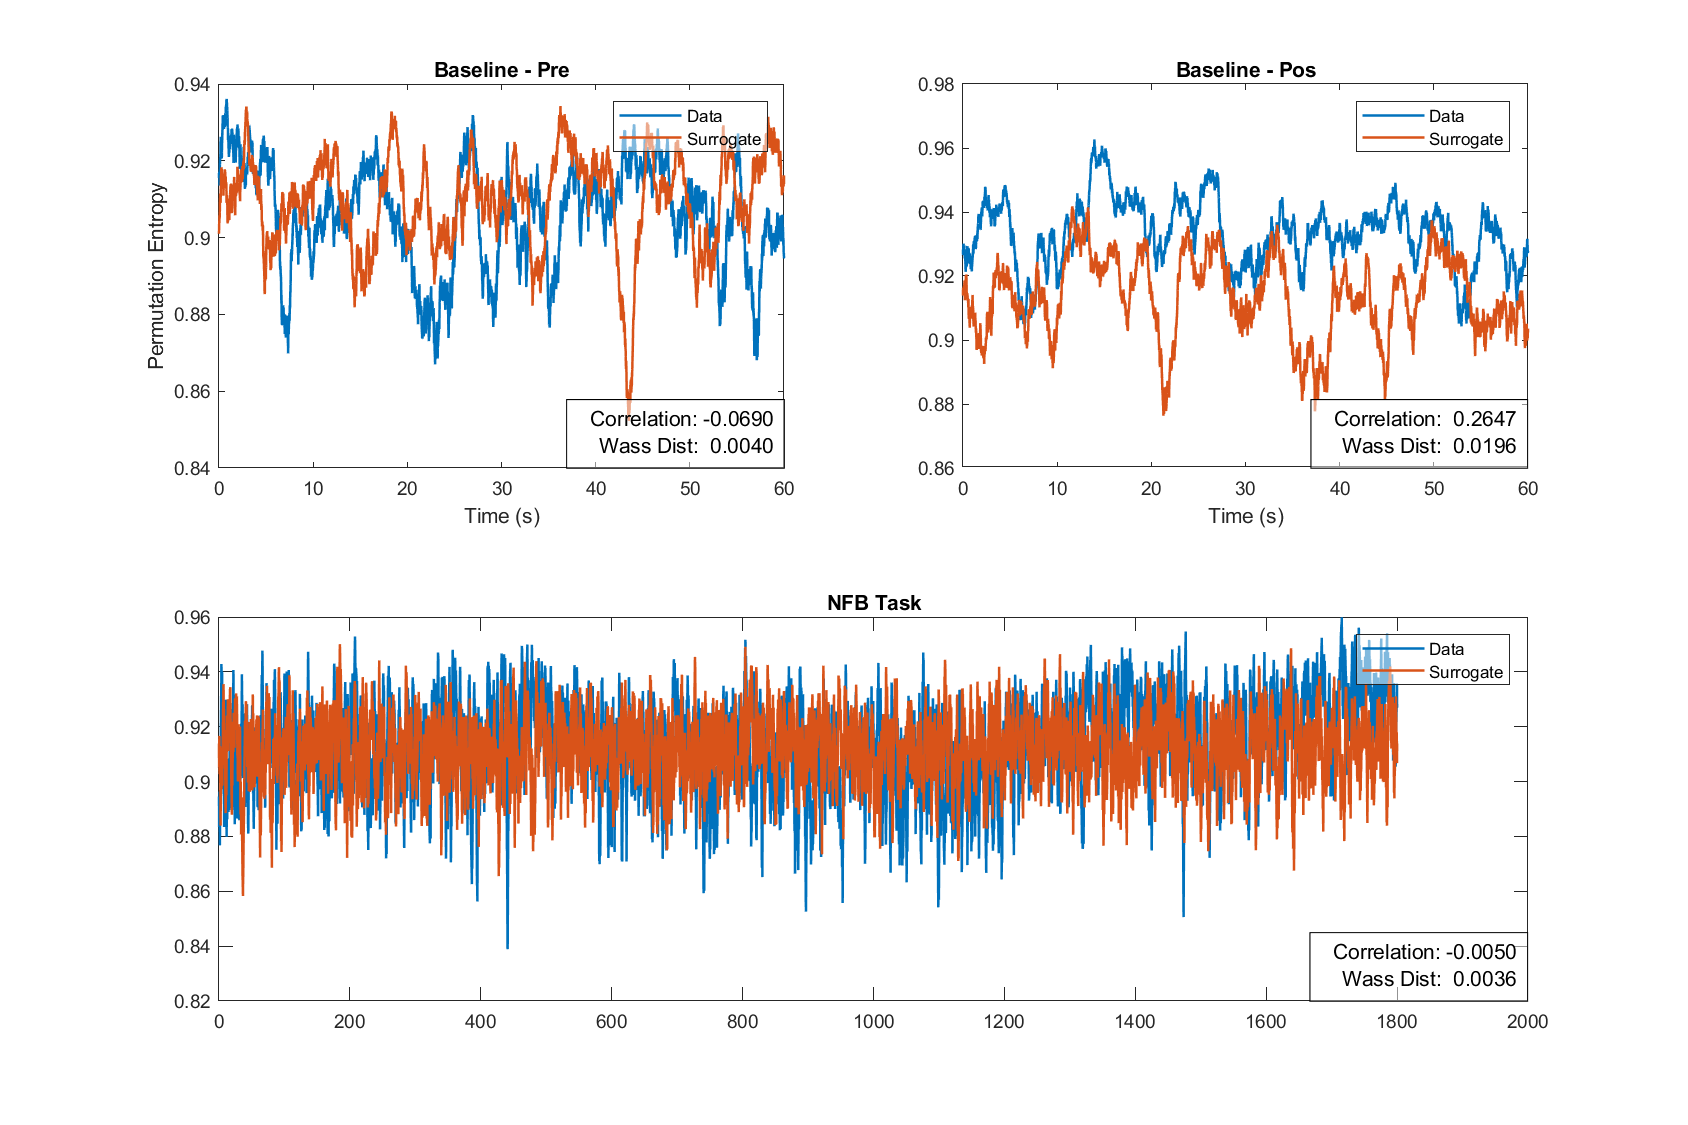 Baseline - Pre
0.94
0.92
0.9
0.88
0.86
0.84
Permutation Entropy
Data
Surrogate
Correlation: -0.0690
Wass Dist: 0.0040
0 10 20 30 40 50 60
Time (s)
Baseline - Pos
0.98
0.96
0.94
0.92
0.9
0.88
0.86
Data
Surrogate
Correlation: 0.2647
Wass Dist: 0.0196
0 10 20 30 40 50 60
Time (s)
NFB Task
0.96
0.94
0.92
0.9
0.88
0.86
0.84
0.82
Data
Surrogate
Correlation: -0.0050
Wass Dist: 0.0036
0 200 400 600 800 1000 1200 1400 1600 1800 2000